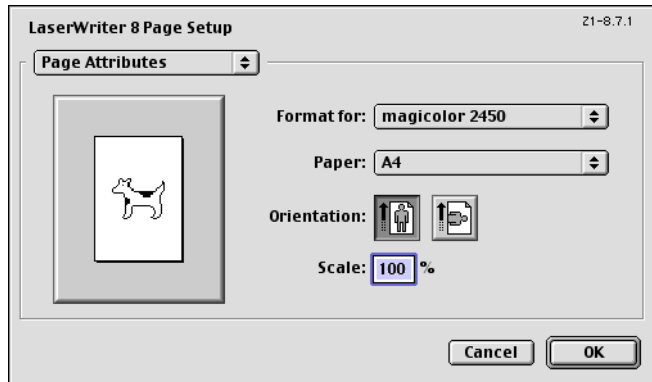 LaserWriter 8 Page Setup
Z1-8.7.1
Page Attributes
Format for: magicolor 2450
Paper: A4
Orientation:
Scale: 100 %
Cancel OK